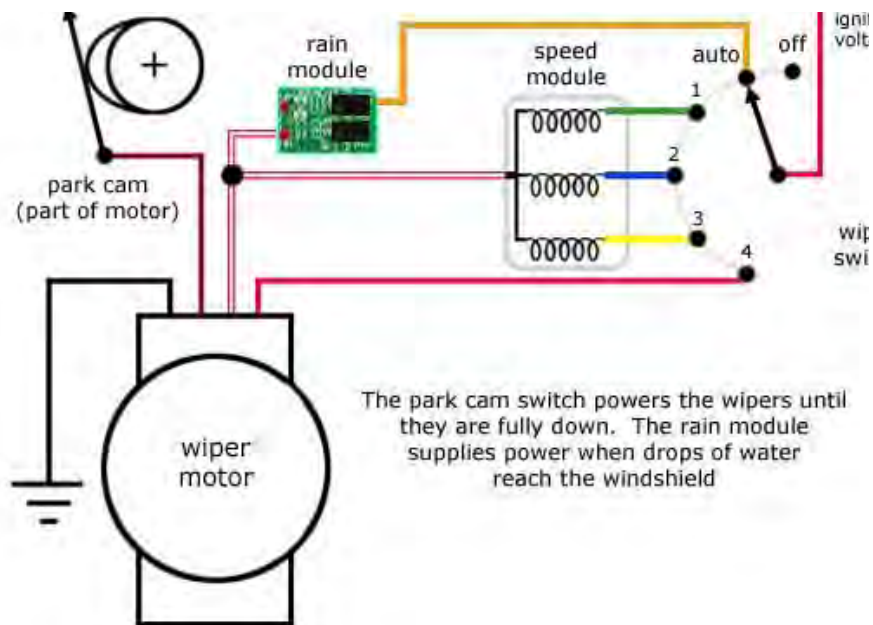 rain
module
speed
module
auto
off
1
2
3
4
park cam
(part of motor)
wiper
motor
The park cam switch powers the wipers until
they are fully down.  The rain module
supplies power when drops of water
reach the windshield